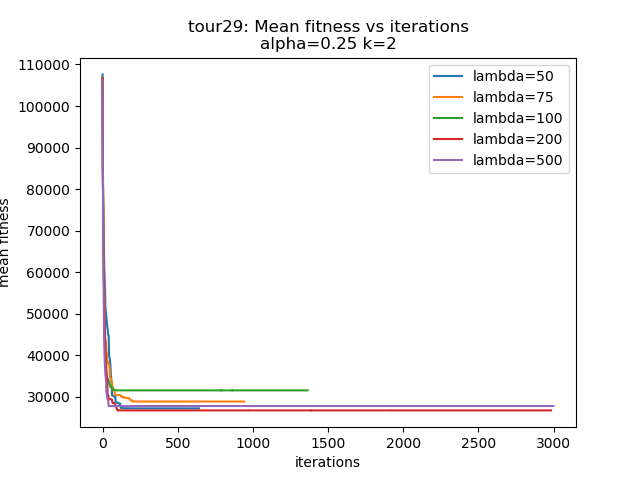 tour29: Mean fitness vs iterations
alpha=0.25 k=2
110000
100000
90000
80000
70000
60000
50000
40000
30000
mean fitness
lambda=50
lambda=75
lambda=100
lambda=200
lambda=500
0
500
1000
1500
2000
2500
3000
iterations